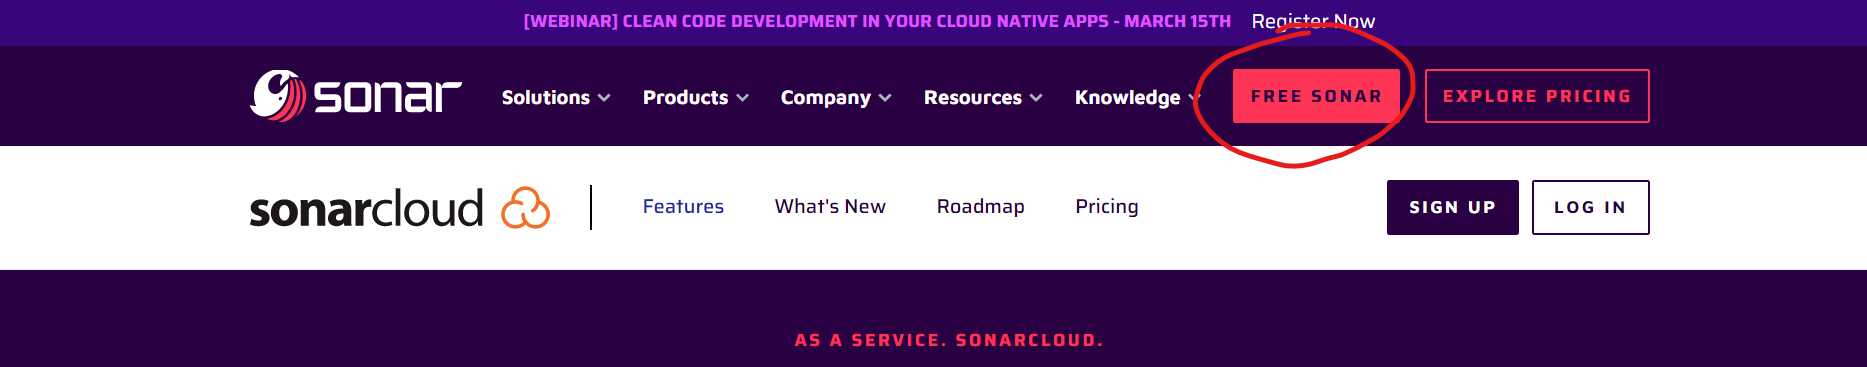 [WEBINAR] CLEAN CODE DEVELOPMENT IN YOUR CLOUD NATIVE APPS - MARCH 15TH Register Now
sonar Solutions Products Company Resources Knowledge FREE SONAR EXPLORE PRICING
sonarcloud Features What's New Roadmap Pricing SIGN UP LOG IN
AS A SERVICE. SONARCLOUD.